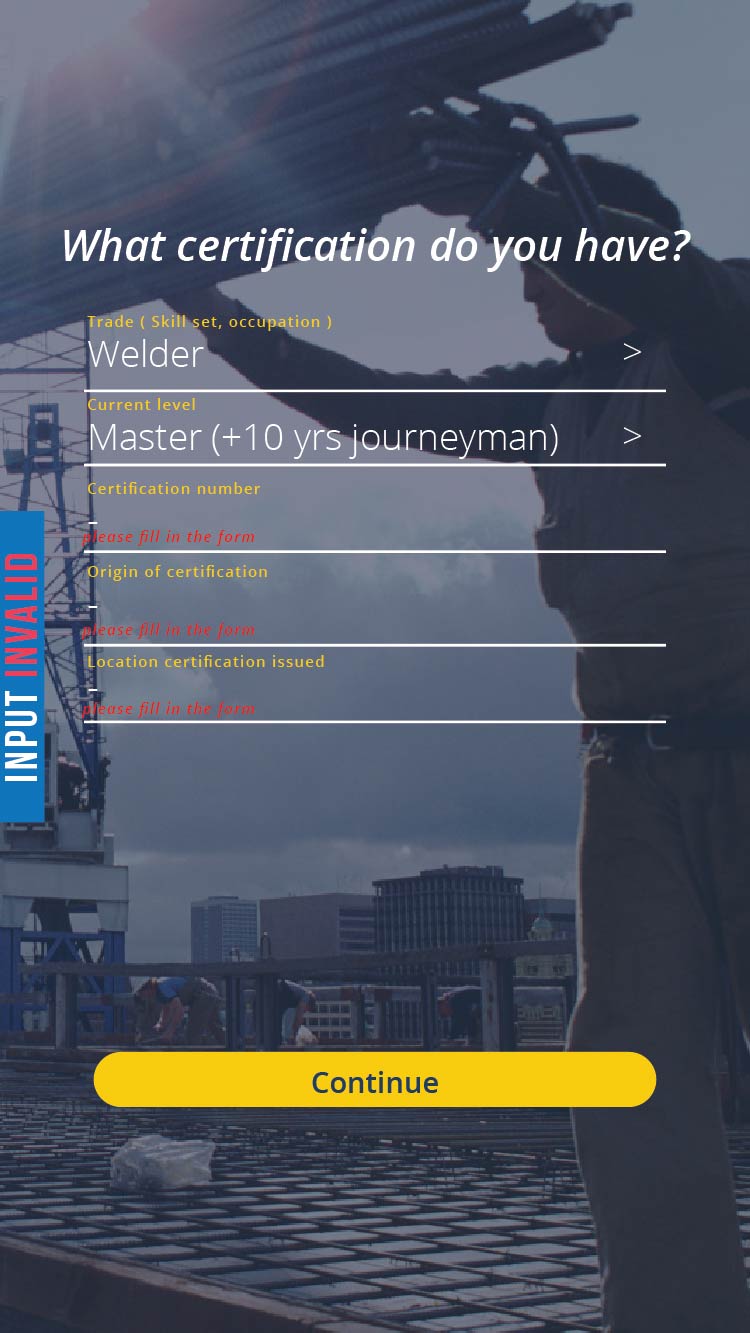 What certification do you have?
Trade ( Skill set, occupation )
Welder >
Current level
Master (+10 yrs journeyman) >
Certification number
–
please fill in the form
Origin of certification
–
please fill in the form
Location certification issued
–
please fill in the form
INPUT INVALID
Continue